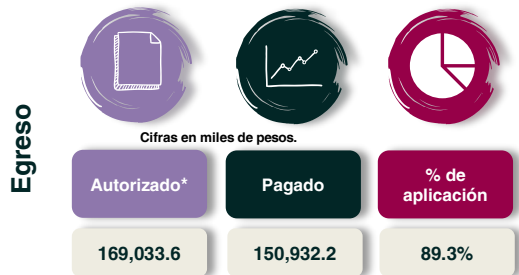 Egreso
Cifras en miles de pesos.
Autorizado*
Pagado
% de
aplicación
169,033.6
150,932.2
89.3%